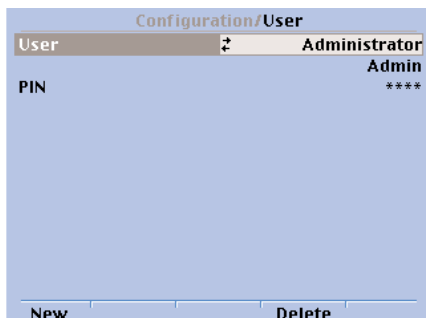 Configuration/User
User ⇄ Administrator
Admin
PIN ****
New Delete